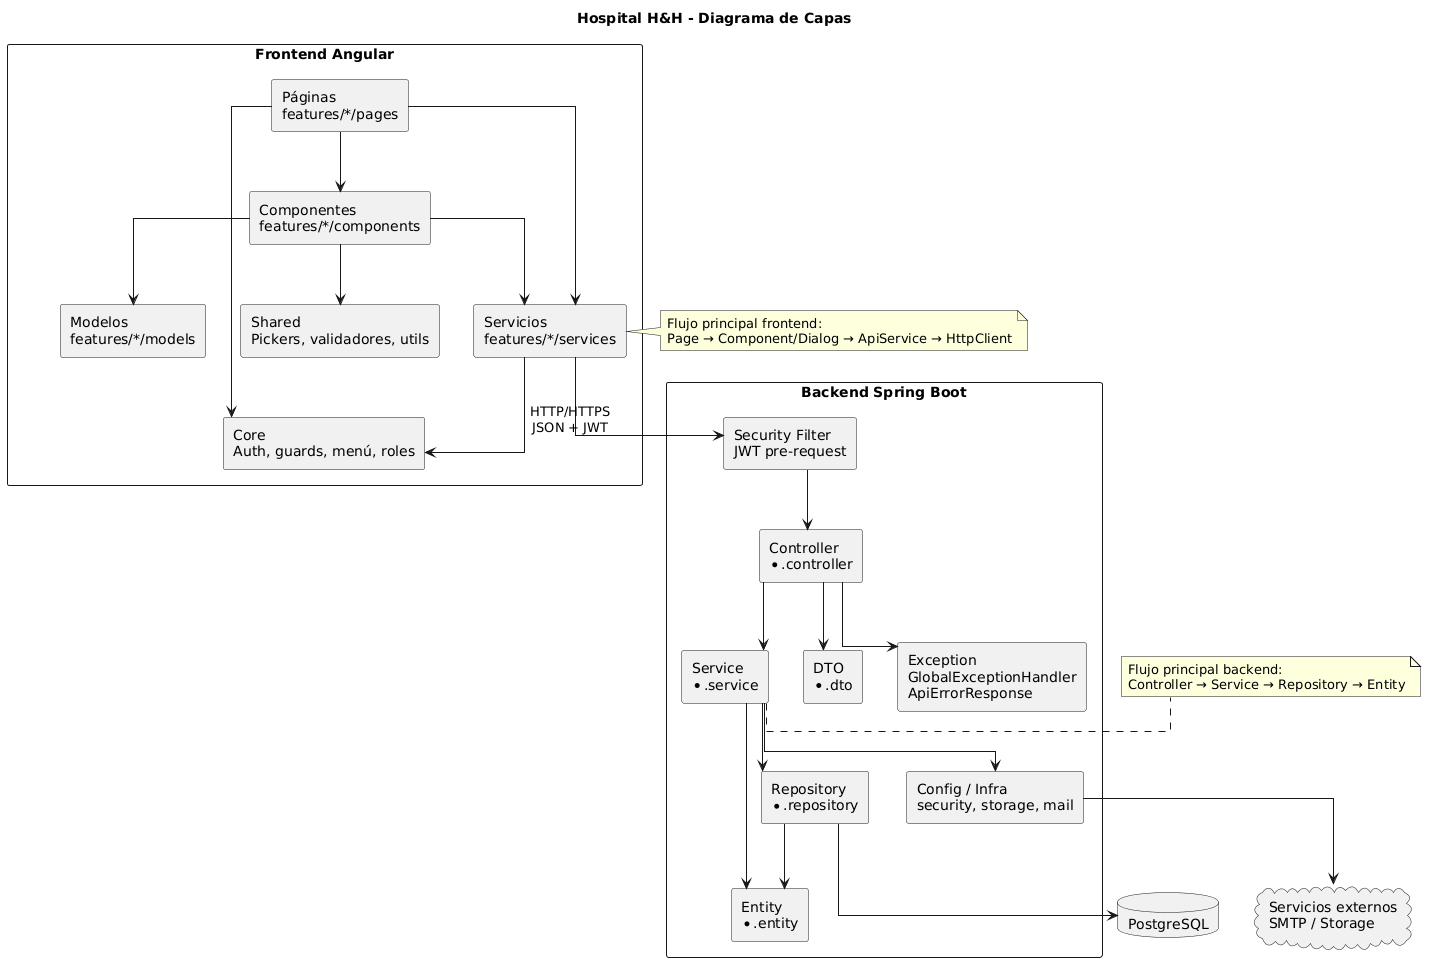 Hospital H&H - Diagrama de Capas
Frontend Angular
Páginas
features/*/pages
Componentes
features/*/components
Modelos
features/*/models
Shared
Pickers, validadores, utils
Servicios
features/*/services
Flujo principal frontend:
Page → Component/Dialog → ApiService → HttpClient
Core
Auth, guards, menú, roles
HTTP/HTTPS
JSON + JWT
Backend Spring Boot
Security Filter
JWT pre-request
Controller
• .controller
Service
• .service
DTO
• .dto
Exception
GlobalExceptionHandler
ApiErrorResponse
Flujo principal backend:
Controller → Service → Repository → Entity
Repository
• .repository
Config / Infra
security, storage, mail
Entity
• .entity
PostgreSQL
Servicios externos
SMTP / Storage